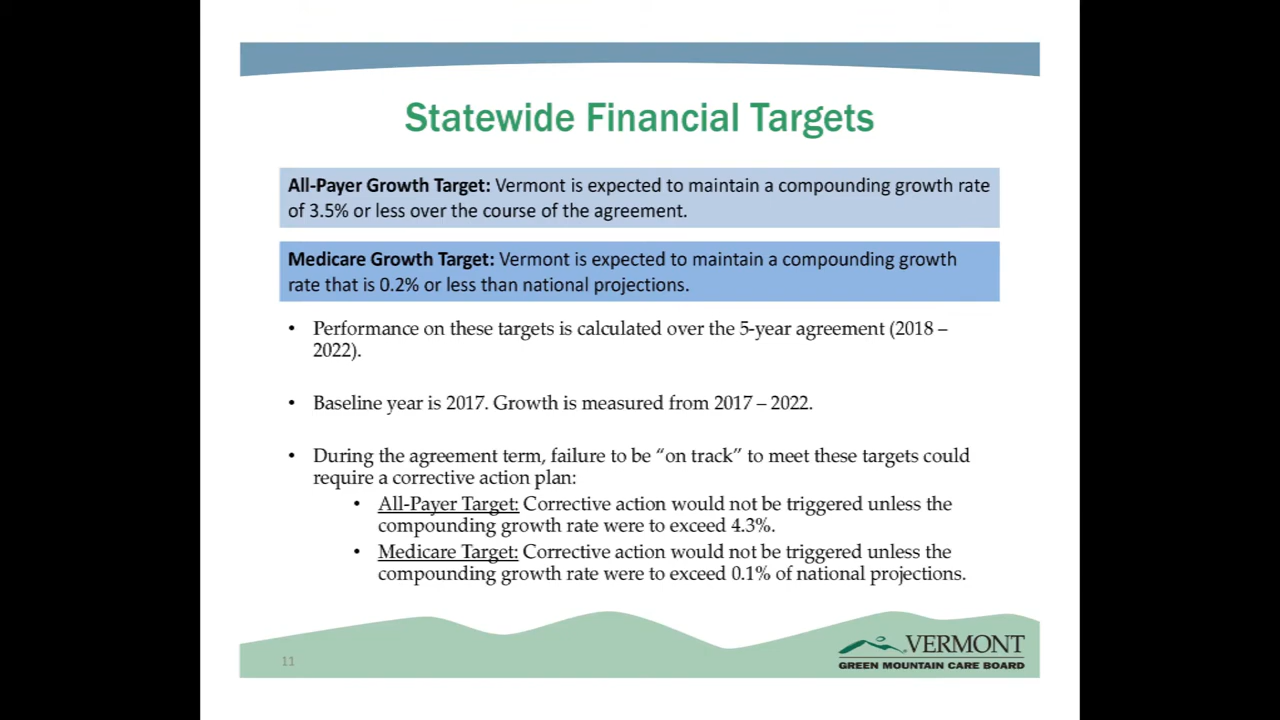 Statewide Financial Targets
All-Payer Growth Target: Vermont is expected to maintain a compounding growth rate
of 3.5% or less over the course of the agreement.
Medicare Growth Target: Vermont is expected to maintain a compounding growth
rate that is 0.2% or less than national projections.
• Performance on these targets is calculated over the 5-year agreement (2018 –
2022).
• Baseline year is 2017. Growth is measured from 2017 – 2022.
• During the agreement term, failure to be “on track” to meet these targets could
require a corrective action plan:
• All-Payer Target: Corrective action would not be triggered unless the
compounding growth rate were to exceed 4.3%.
• Medicare Target: Corrective action would not be triggered unless the
compounding growth rate were to exceed 0.1% of national projections.
11
VERMONT
GREEN MOUNTAIN CARE BOARD